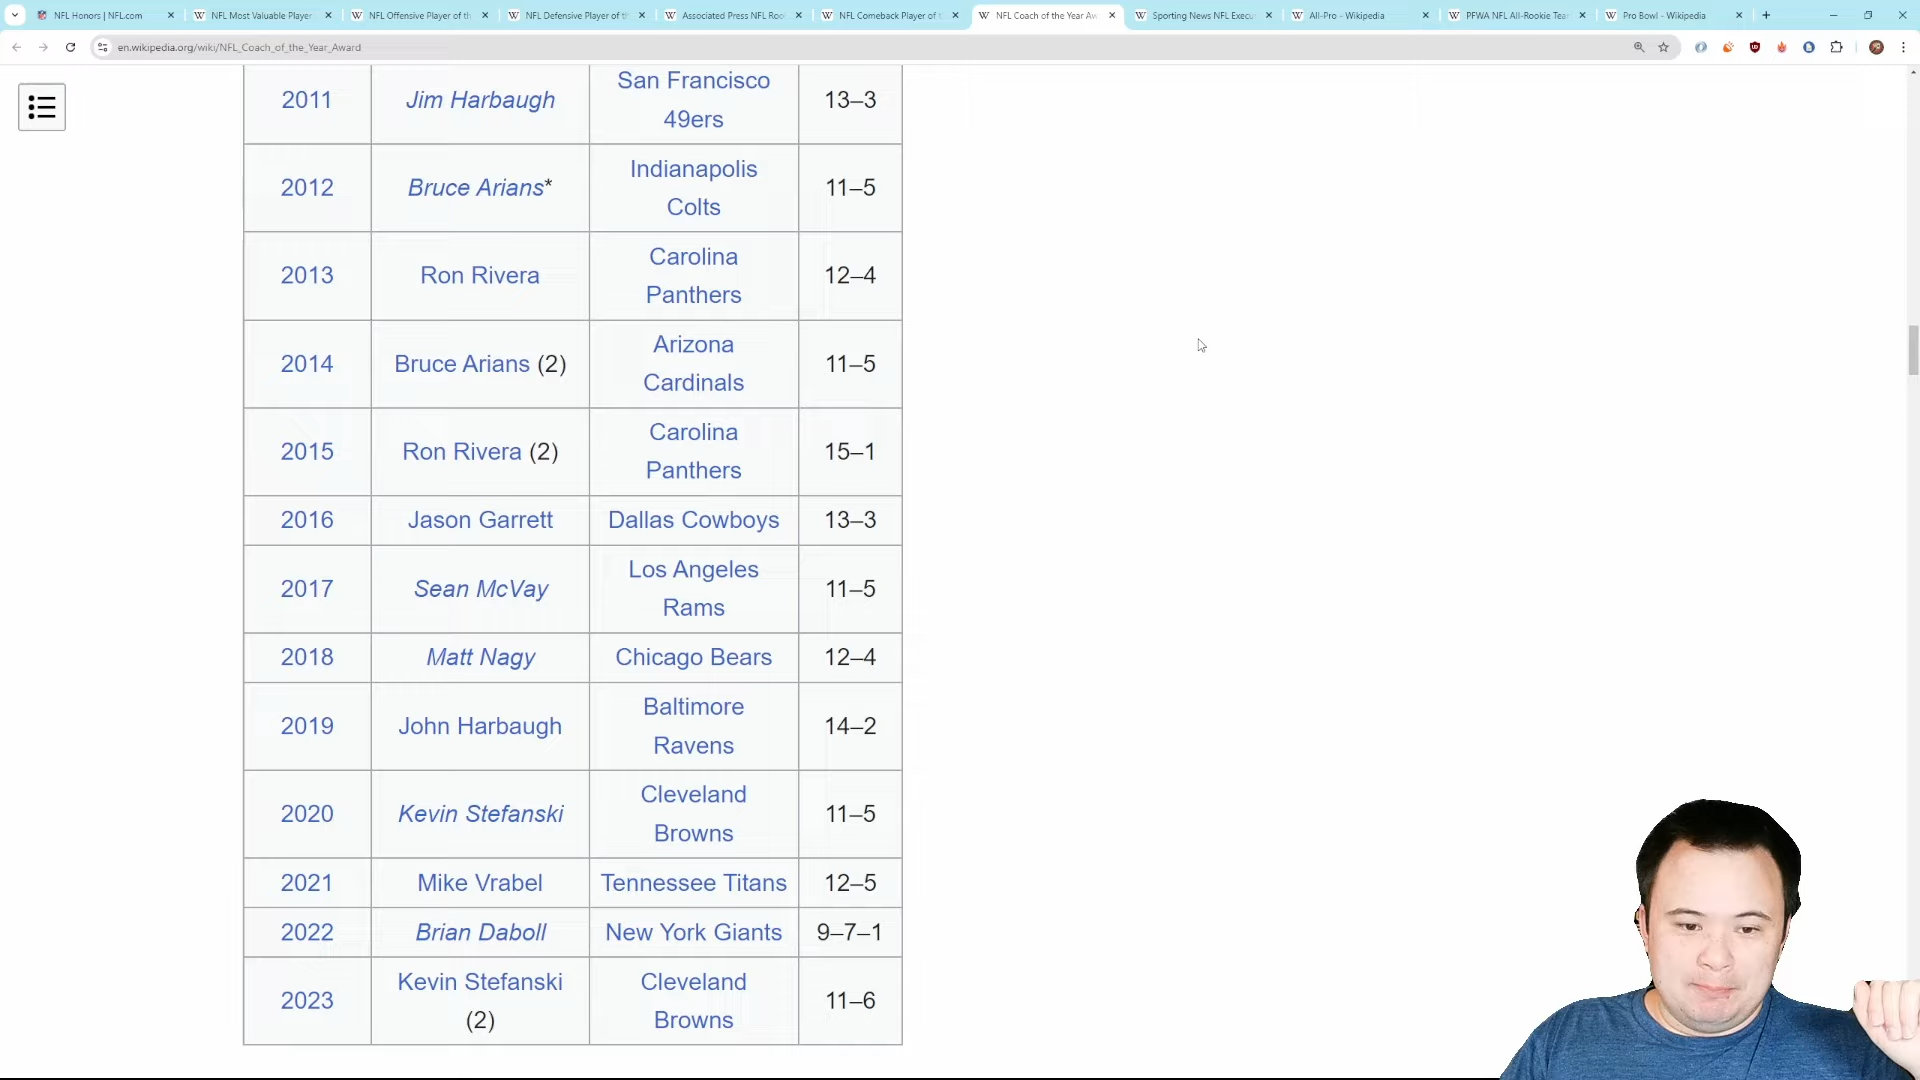 NFL Honors | NFL.com
NFL Most Valuable Player
NFL Offensive Player of th
NFL Defensive Player of th
Associated Press NFL Roo
NFL Comeback Player of t
NFL Coach of the Year Aw
Sporting News NFL Execu
All-Pro - Wikipedia
PFWA NFL All-Rookie Tea
Pro Bowl - Wikipedia
en.wikipedia.org/wiki/NFL_Coach_of_the_Year_Award
2011 Jim Harbaugh San Francisco 13–3
49ers
2012 Bruce Arians* Indianapolis 11–5
Colts
2013 Ron Rivera Carolina 12–4
Panthers
2014 Bruce Arians (2) Arizona 11–5
Cardinals
2015 Ron Rivera (2) Carolina 15–1
Panthers
2016 Jason Garrett Dallas Cowboys 13–3
2017 Sean McVay Los Angeles 11–5
Rams
2018 Matt Nagy Chicago Bears 12–4
2019 John Harbaugh Baltimore 14–2
Ravens
2020 Kevin Stefanski Cleveland 11–5
Browns
2021 Mike Vrabel Tennessee Titans 12–5
2022 Brian Daboll New York Giants 9–7–1
2023 Kevin Stefanski Cleveland 11–6
(2) Browns